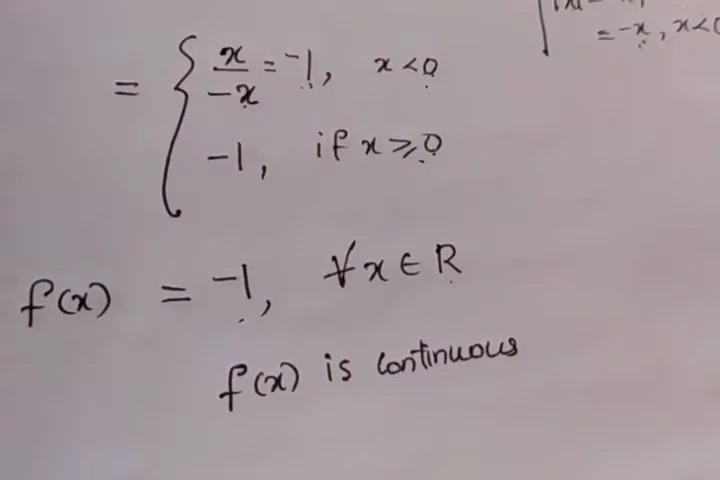 = -x, x<0
= { x/-x = -1, x<0
-1, if x ≥ 0
f(x) = -1, ∀x ∈ R
f(x) is continuous